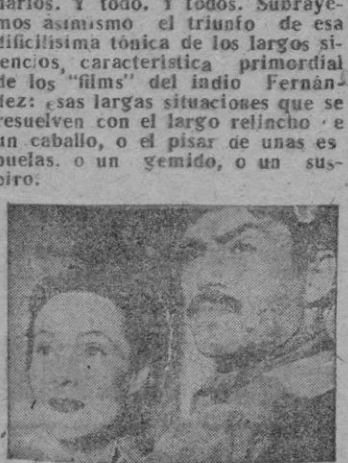 narios. Y todo. Y todos. Subraye-
mos asimismo el triunfo de esa
dificilísima tónica de los largos si-
encios, característica primordial
de los "films" del indio Fernán-
dez: esas largas situaciones que se
resuelven con el largo relincho e
un caballo, o el pisar de unas es
puelas. o un gemido, o un sus-
piro.